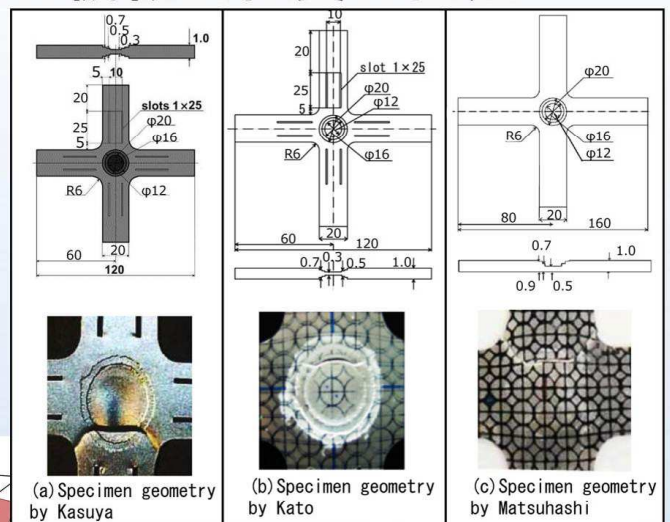 0.7
0.5
0.3
1.0
5
10
20
25
5
slots 1×25
φ20
φ16
R6
φ12
20
60
120
(a)Specimen geometry
by Kasuya
10
20
25
5
slot 1×25
φ20
φ12
R6
φ16
20
60
120
0.3
0.7
0.5
1.0
(b)Specimen geometry
by Kato
φ20
R6
φ16
φ12
20
80
160
0.7
1.0
0.9
0.5
(c)Specimen geometry
by Matsuhashi